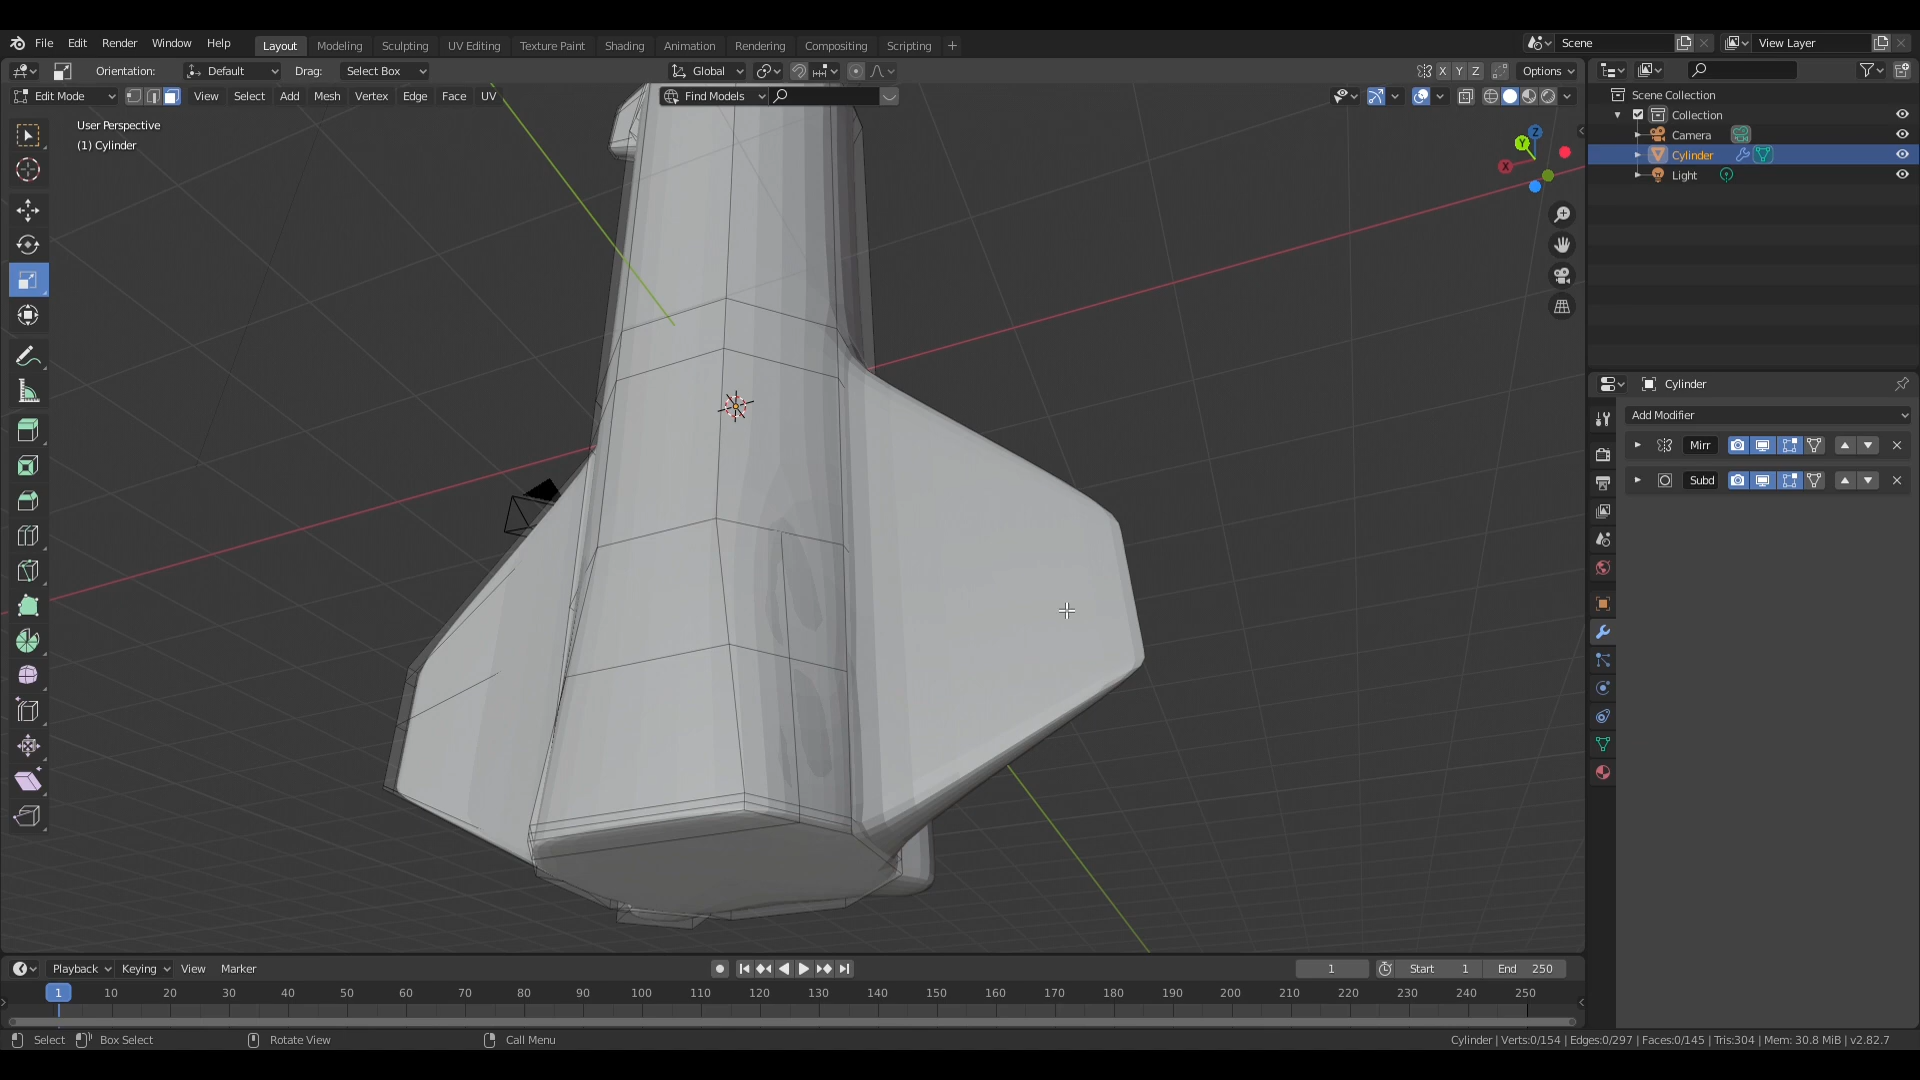 File Edit Render Window Help Layout Modeling Sculpting UV Editing Texture Paint Shading Animation Rendering Compositing Scripting + Scene View Layer
Orientation: Default Drag: Select Box Global X Y Z Options
Edit Mode View Select Add Mesh Vertex Edge Face UV Find Models
User Perspective
(1) Cylinder
Z
Y
X
Scene Collection
Collection
Camera
Cylinder
Light
Cylinder
Add Modifier
Mirr
Subd
Playback Keying View Marker 1 Start 1 End 250
1 10 20 30 40 50 60 70 80 90 100 110 120 130 140 150 160 170 180 190 200 210 220 230 240 250
Select Box Select Rotate View Call Menu Cylinder | Verts:0/154 | Edges:0/297 | Faces:0/145 | Tris:304 | Mem: 30.8 MiB | v2.82.7